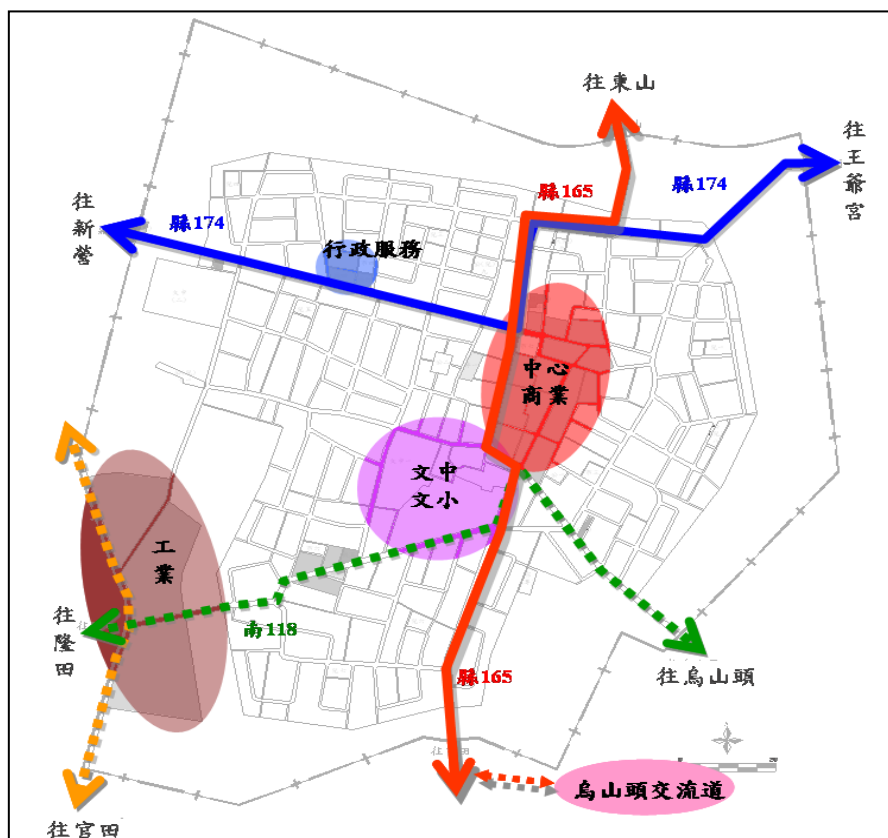 往東山
往王爺宮
縣165
縣174
往新營
縣174
行政服務
中心
商業
文中
文小
工業
往隆田
南118
往烏山頭
縣165
烏山頭交流道
往官田